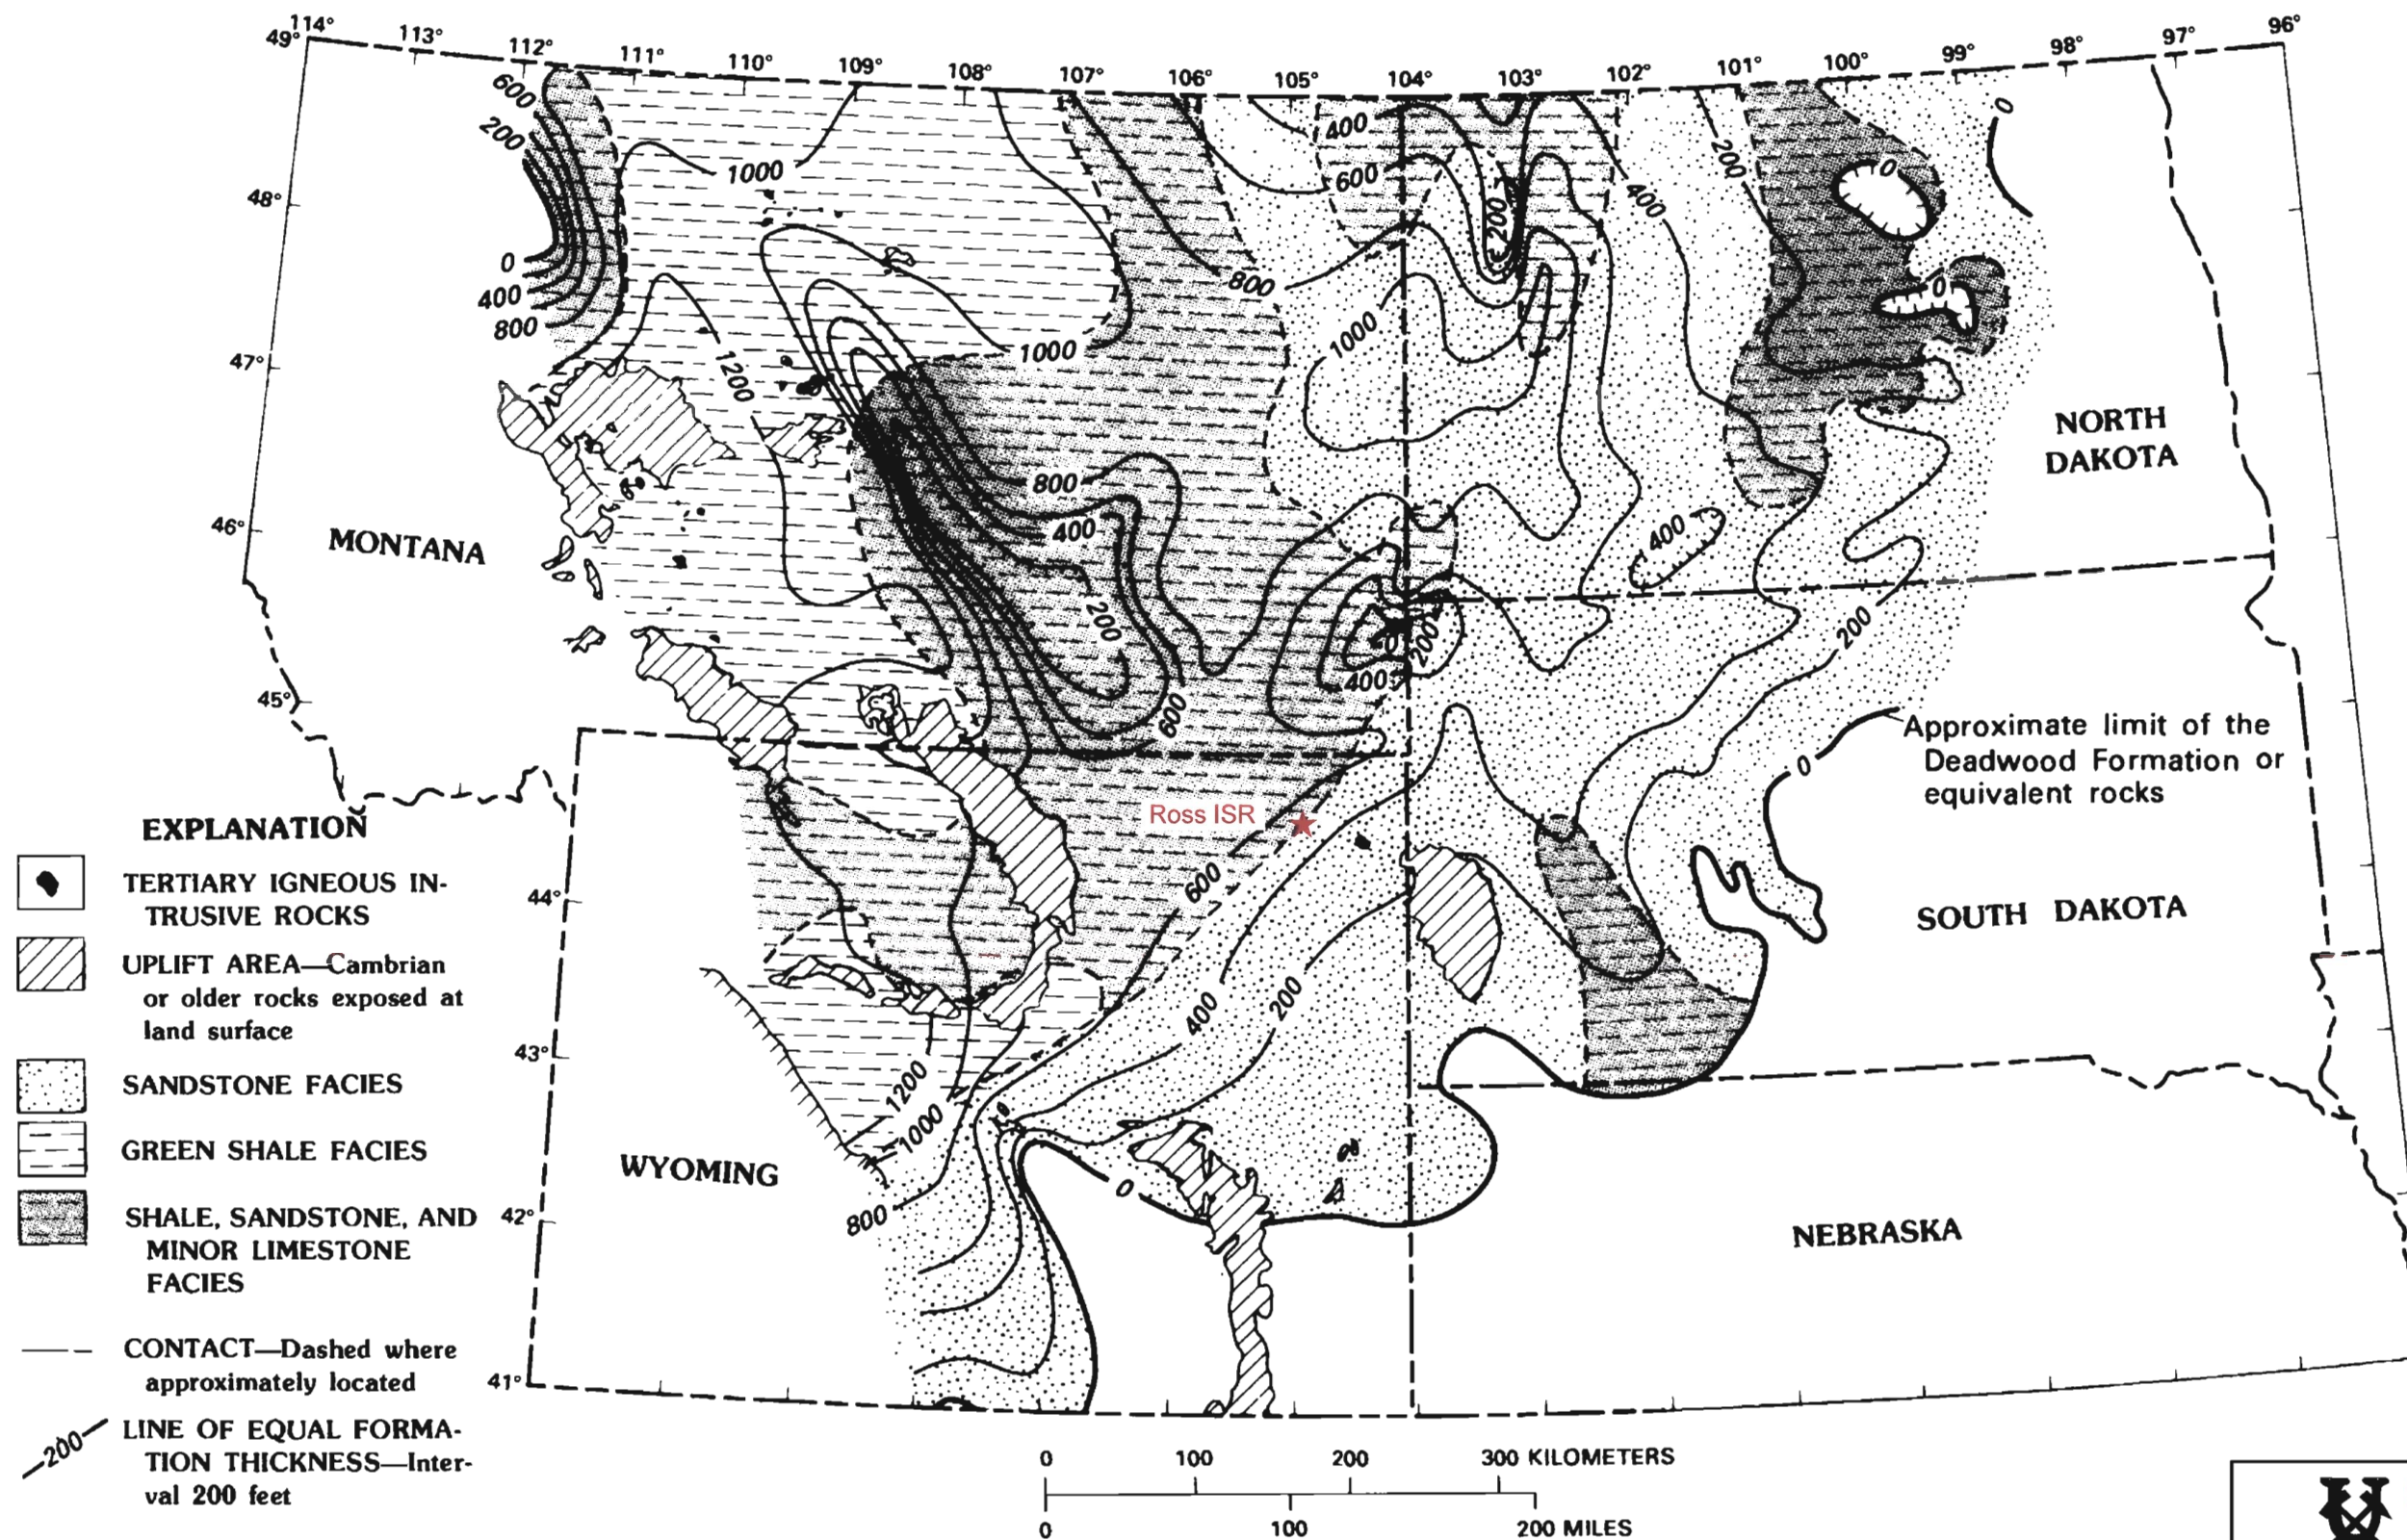 114° 113° 112° 111° 110° 109° 108° 107° 106° 105° 104° 103° 102° 101° 100° 99° 98° 97° 96°
49°
600
200
400
0
200
0
1000
600
400
48°
200
0
0
800
400
800
1000
1000
47°
1200
NORTH
DAKOTA
800
400
400
46°
MONTANA
200
200
0
200
400
45°
600
Approximate limit of the
Deadwood Formation or
equivalent rocks
0
Ross ISR
EXPLANATION
TERTIARY IGNEOUS IN-
TRUSIVE ROCKS
600
44°
SOUTH DAKOTA
UPLIFT AREA—Cambrian
or older rocks exposed at
land surface
400
200
43°
SANDSTONE FACIES
1200
1000
GREEN SHALE FACIES
WYOMING
0
SHALE, SANDSTONE, AND
MINOR LIMESTONE
FACIES
42°
800
NEBRASKA
CONTACT—Dashed where
approximately located
41°
200
LINE OF EQUAL FORMA-
TION THICKNESS—Inter-
val 200 feet
0 100 200 300 KILOMETERS
0 100 200 MILES